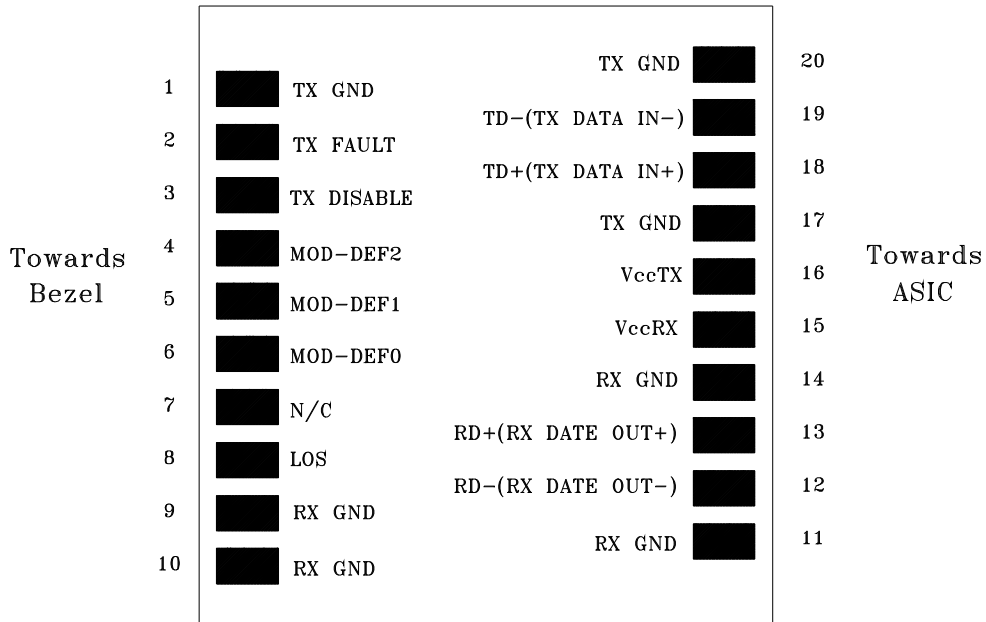 Towards
Bezel
1 TX GND
2 TX FAULT
3 TX DISABLE
4 MOD-DEF2
5 MOD-DEF1
6 MOD-DEF0
7 N/C
8 LOS
9 RX GND
10 RX GND
TX GND 20
TD-(TX DATA IN-) 19
TD+(TX DATA IN+) 18
TX GND 17
VccTX 16
VccRX 15
RX GND 14
RD+(RX DATE OUT+) 13
RD-(RX DATE OUT-) 12
RX GND 11
Towards
ASIC